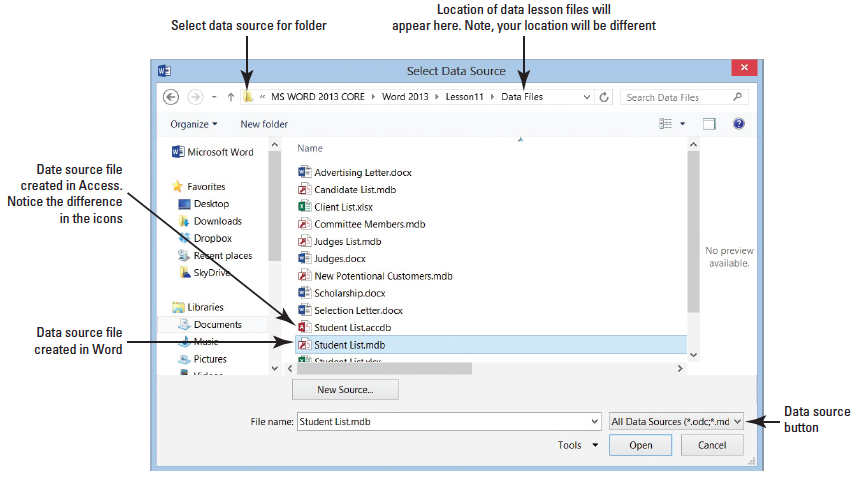 Location of data lesson files will
appear here. Note, your location will be different
Select data source for folder
Select Data Source
« MS WORD 2013 CORE Word 2013 Lesson11 Data Files
Search Data Files
Organize
New folder
Microsoft Word
Favorites
Desktop
Downloads
Dropbox
Recent places
SkyDrive
Libraries
Documents
Music
Pictures
Videos
Name
Advertising Letter.docx
Candidate List.mdb
Client List.xlsx
Committee Members.mdb
Judges List.mdb
Judges.docx
New Potentional Customers.mdb
Scholarship.docx
Selection Letter.docx
Student List.accdb
Student List.mdb
Student List.xlsx
No preview
available.
Date source file
created in Access.
Notice the difference
in the icons
Data source file
created in Word
New Source...
File name: Student List.mdb
All Data Sources (*.odc;*.md
Data source
button
Tools
Open
Cancel